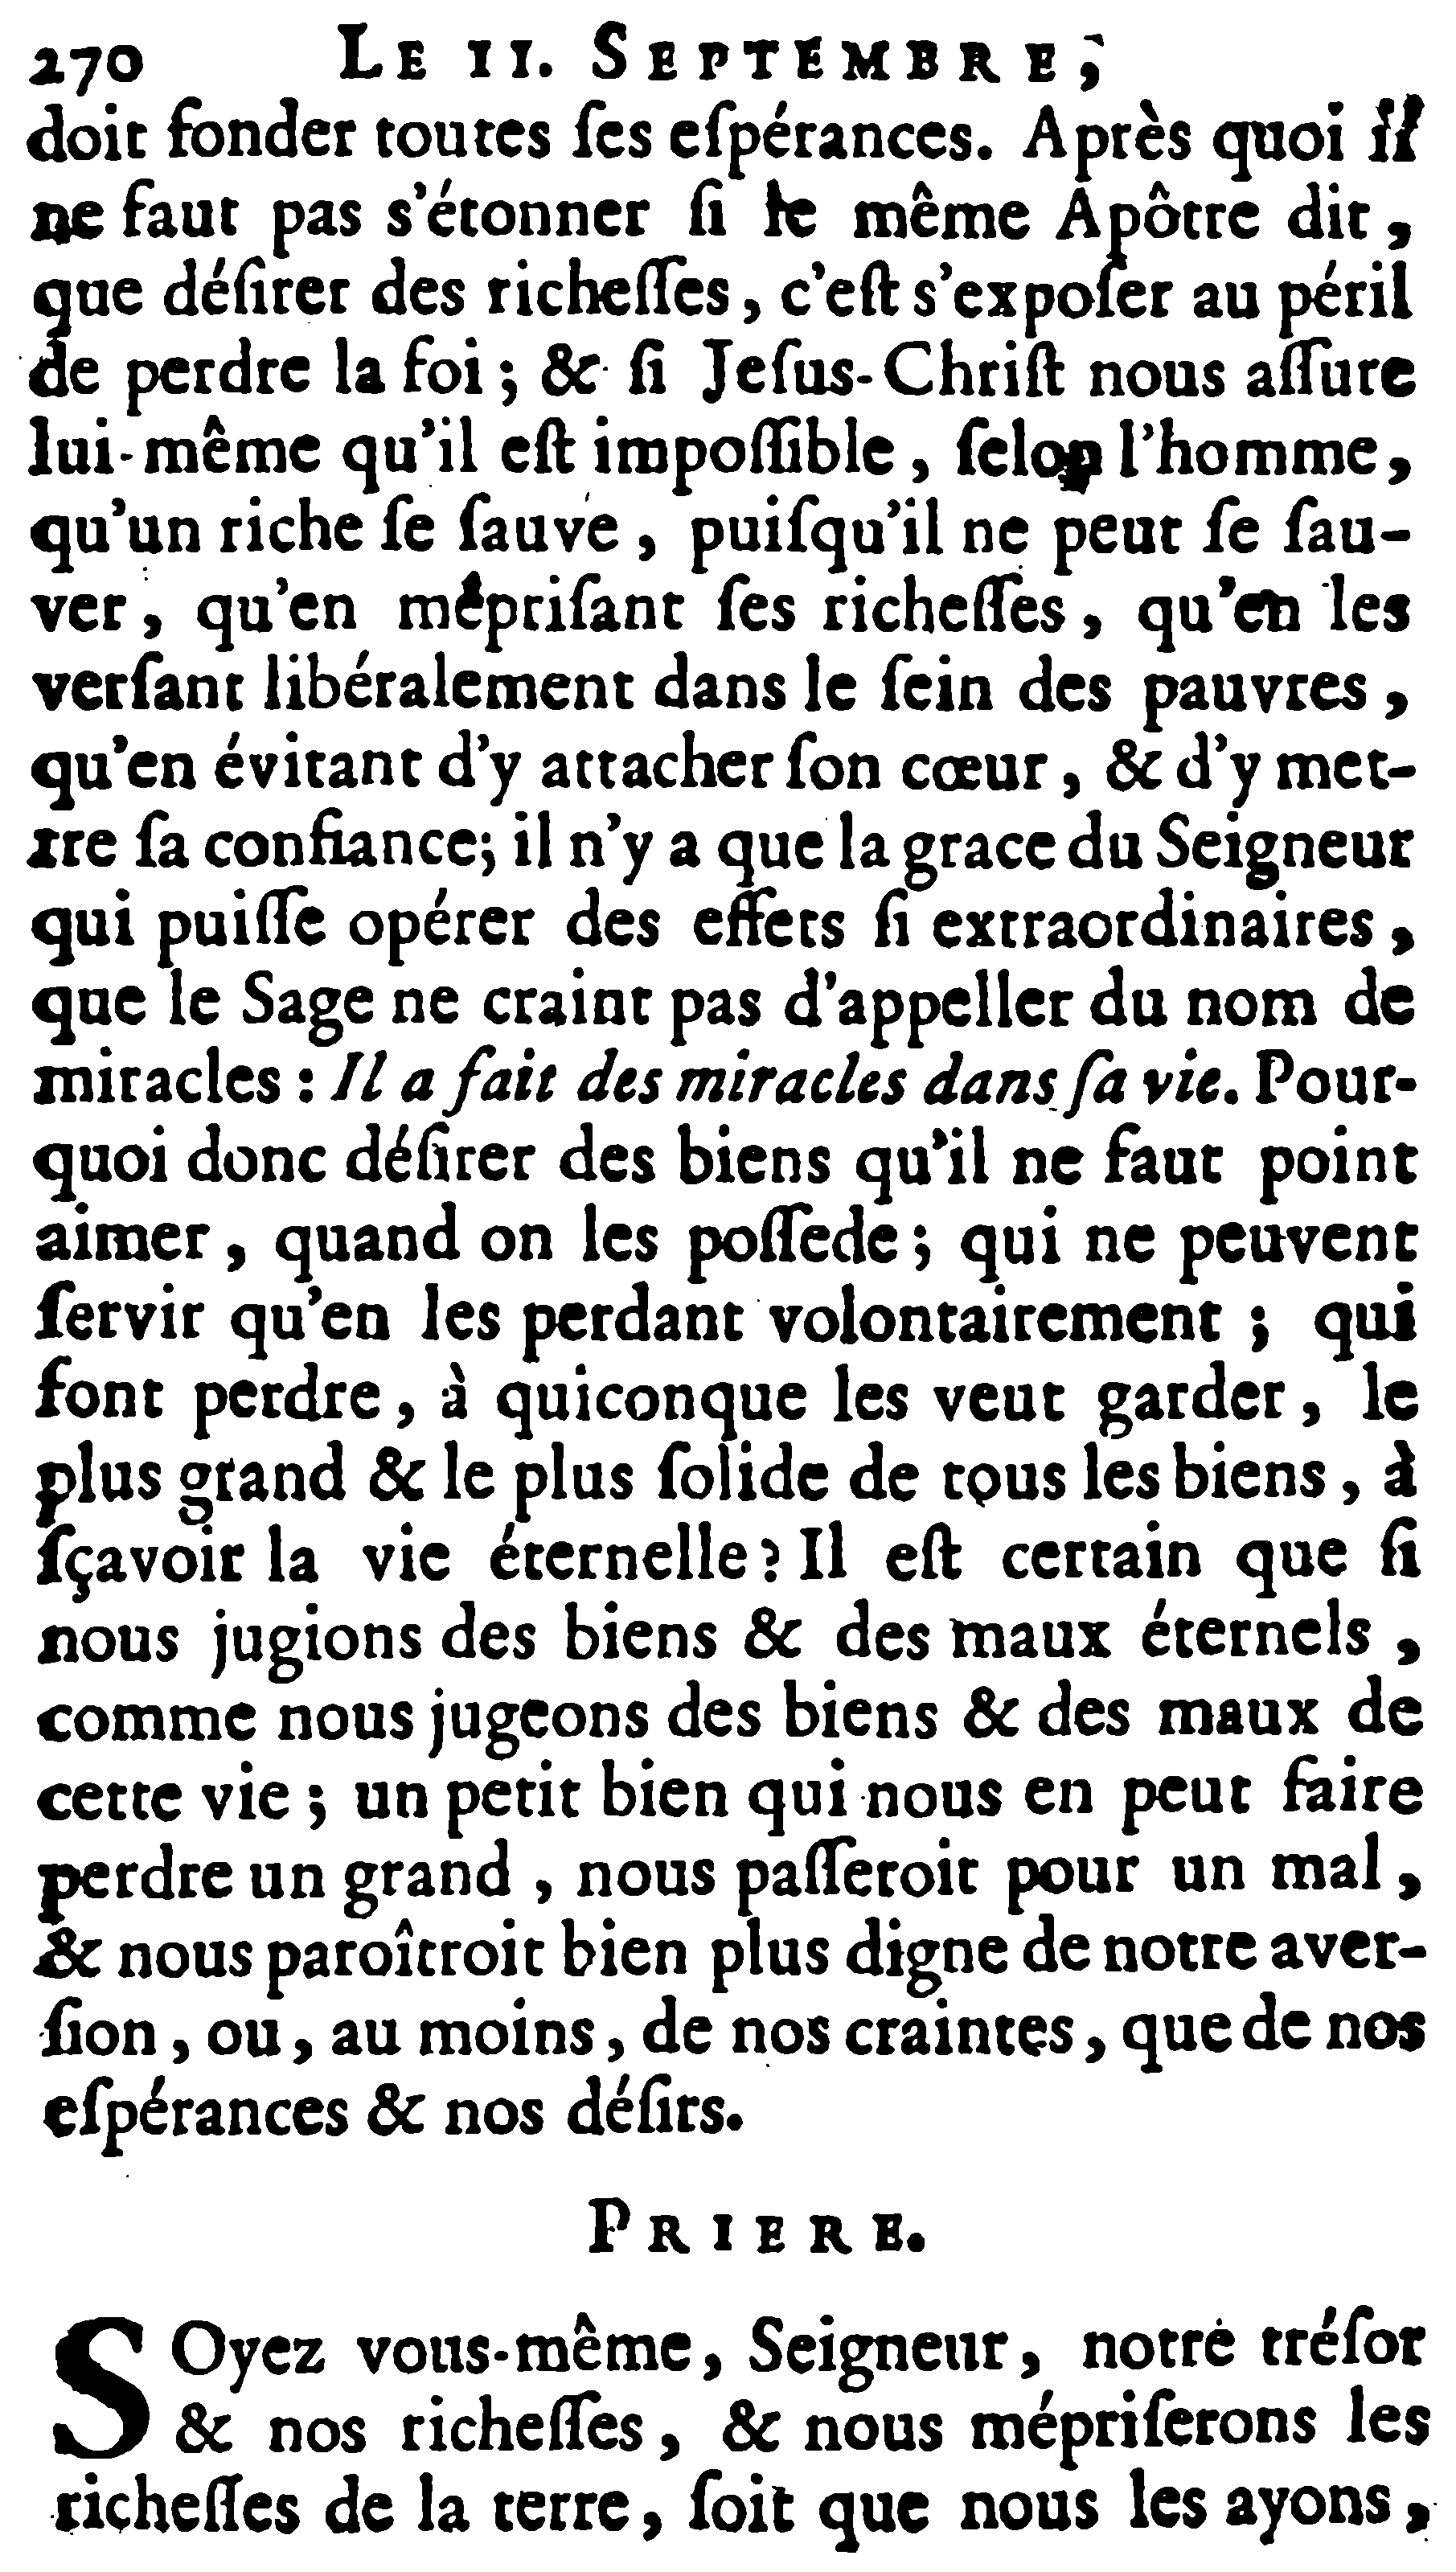 270 LE II. SEPTEMBRE,
doit fonder toutes ſes eſpérances. Après quoi il
ne faut pas s'étonner ſi le même Apôtre dit,
que déſirer des richeſſes, c'eſt s'expoſer au péril
de perdre la foi; & ſi Jeſus-Chriſt nous aſſure
lui-même qu'il eſt impoſſible, ſelon l'homme,
qu'un riche ſe ſauve, puiſqu'il ne peut ſe ſau-
ver, qu'en mépriſant ſes richeſſes, qu'en les
verſant libéralement dans le ſein des pauvres,
qu'en évitant d'y attacher ſon cœur, & d'y met-
tre ſa confiance; il n'y a que la grace du Seigneur
qui puiſſe opérer des effets ſi extraordinaires,
que le Sage ne craint pas d'appeller du nom de
miracles: Il a fait des miracles dans ſa vie. Pour-
quoi donc déſirer des biens qu'il ne faut point
aimer, quand on les poſſede; qui ne peuvent
ſervir qu'en les perdant volontairement; qui
font perdre, à quiconque les veut garder, le
plus grand & le plus ſolide de tous les biens, à
ſçavoir la vie éternelle? Il eſt certain que ſi
nous jugions des biens & des maux éternels,
comme nous jugeons des biens & des maux de
cette vie; un petit bien qui nous en peut faire
perdre un grand, nous paſſeroit pour un mal,
& nous paroîtroit bien plus digne de notre aver-
ſion, ou, au moins, de nos craintes, que de nos
eſpérances & nos déſirs.
PRIERE.
SOyez vous-même, Seigneur, notre tréſor
& nos richeſſes, & nous mépriſerons les
richeſſes de la terre, ſoit que nous les ayons,